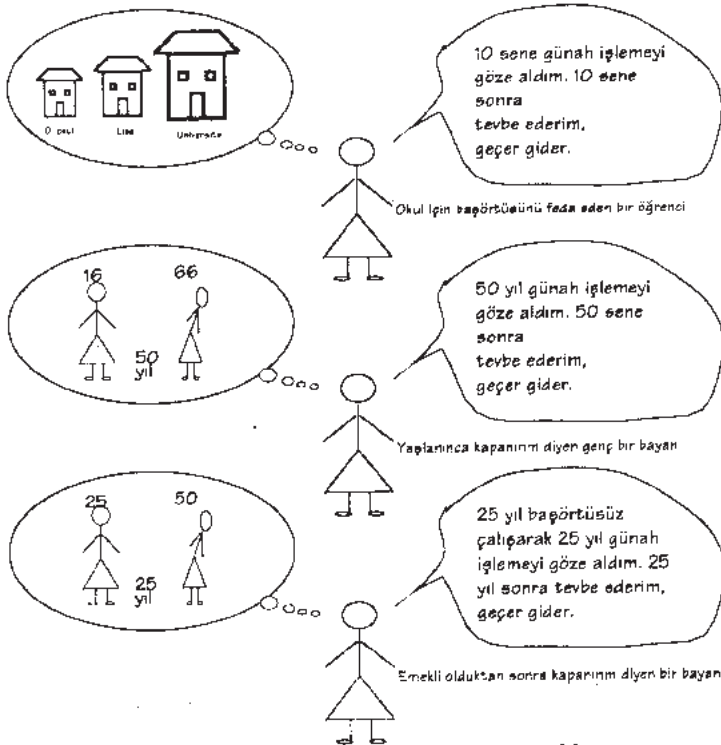 10 sene günah işlemeyi
göze aldım. 10 sene
sonra
tevbe ederim,
geçer gider.
Lise
Üniversite
Okul için başörtüsünü feda eden bir öğrenci
16
66
50
yıl
50 yıl günah işlemeyi
göze aldım. 50 sene
sonra
tevbe ederim,
geçer gider.
Yaşlanınca kapanırım diyen genç bir bayan
25
50
25
yıl
25 yıl başörtüsüz
çalışarak 25 yıl günah
işlemeyi göze aldım. 25
yıl sonra tevbe ederim,
geçer gider.
Emekli olduktan sonra kapanırım diyen bir bayan